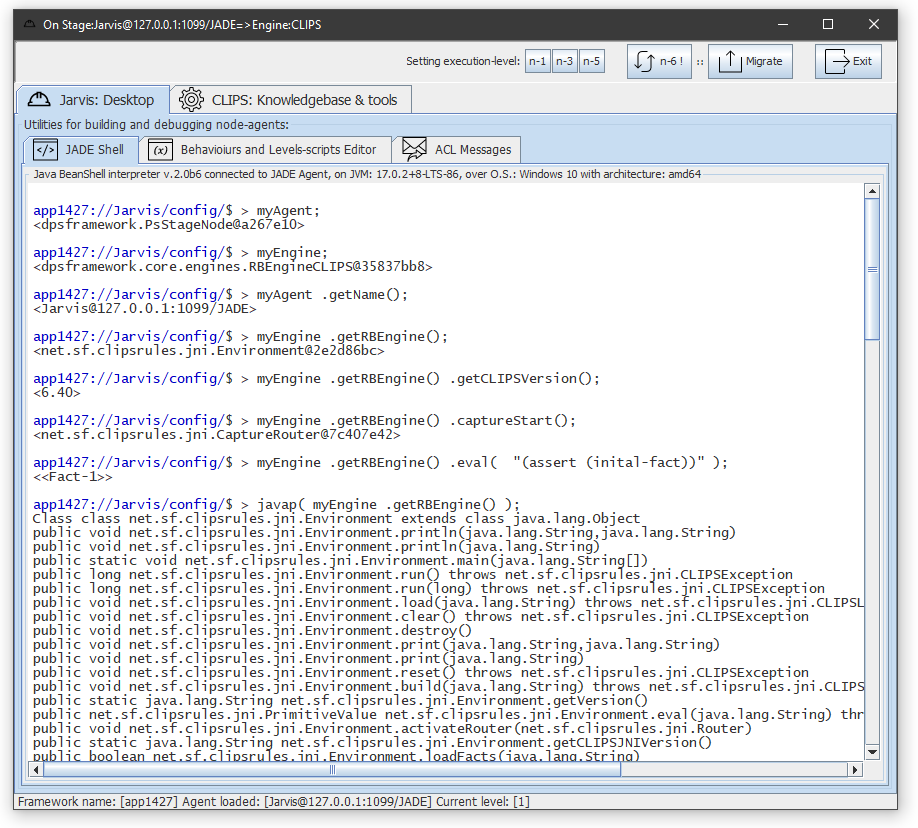 On Stage:Jarvis@127.0.0.1:1099/JADE=>Engine:CLIPS
Setting execution-level: n-1 n-3 n-5 n-6 ! :: Migrate Exit
Jarvis: Desktop CLIPS: Knowledgebase & tools
Utilities for building and debugging node-agents:
</> JADE Shell (x) Behavioiurs and Levels-scripts Editor ACL Messages
Java BeanShell interpreter v.2.0b6 connected to JADE Agent, on JVM: 17.0.2+8-LTS-86, over O.S.: Windows 10 with architecture: amd64
app1427://Jarvis/config/$ > myAgent;
<dpsframework.PsStageNode@a267e10>
app1427://Jarvis/config/$ > myEngine;
<dpsframework.core.engines.RBEngineCLIPS@35837bb8>
app1427://Jarvis/config/$ > myAgent .getName();
<Jarvis@127.0.0.1:1099/JADE>
app1427://Jarvis/config/$ > myEngine .getRBEngine();
<net.sf.clipsrules.jni.Environment@2e2d86bc>
app1427://Jarvis/config/$ > myEngine .getRBEngine() .getCLIPSVersion();
<6.40>
app1427://Jarvis/config/$ > myEngine .getRBEngine() .captureStart();
<net.sf.clipsrules.jni.CaptureRouter@7c407e42>
app1427://Jarvis/config/$ > myEngine .getRBEngine() .eval(  "(assert (inital-fact))" );
<<Fact-1>>
app1427://Jarvis/config/$ > javap( myEngine .getRBEngine() );
Class class net.sf.clipsrules.jni.Environment extends class java.lang.Object
public void net.sf.clipsrules.jni.Environment.println(java.lang.String,java.lang.String)
public void net.sf.clipsrules.jni.Environment.println(java.lang.String)
public static void net.sf.clipsrules.jni.Environment.main(java.lang.String[])
public long net.sf.clipsrules.jni.Environment.run() throws net.sf.clipsrules.jni.CLIPSException
public long net.sf.clipsrules.jni.Environment.run(long) throws net.sf.clipsrules.jni.CLIPSException
public void net.sf.clipsrules.jni.Environment.load(java.lang.String) throws net.sf.clipsrules.jni.CLIPSL
public void net.sf.clipsrules.jni.Environment.clear() throws net.sf.clipsrules.jni.CLIPSException
public void net.sf.clipsrules.jni.Environment.destroy()
public void net.sf.clipsrules.jni.Environment.print(java.lang.String,java.lang.String)
public void net.sf.clipsrules.jni.Environment.print(java.lang.String)
public void net.sf.clipsrules.jni.Environment.reset() throws net.sf.clipsrules.jni.CLIPSException
public void net.sf.clipsrules.jni.Environment.build(java.lang.String) throws net.sf.clipsrules.jni.CLIPS
public static java.lang.String net.sf.clipsrules.jni.Environment.getVersion()
public net.sf.clipsrules.jni.PrimitiveValue net.sf.clipsrules.jni.Environment.eval(java.lang.String) thr
public void net.sf.clipsrules.jni.Environment.activateRouter(net.sf.clipsrules.jni.Router)
public static java.lang.String net.sf.clipsrules.jni.Environment.getCLIPSJNIVersion()
public boolean net.sf.clipsrules.jni.Environment.loadFacts(java.lang.String)
Framework name: [app1427] Agent loaded: [Jarvis@127.0.0.1:1099/JADE] Current level: [1]